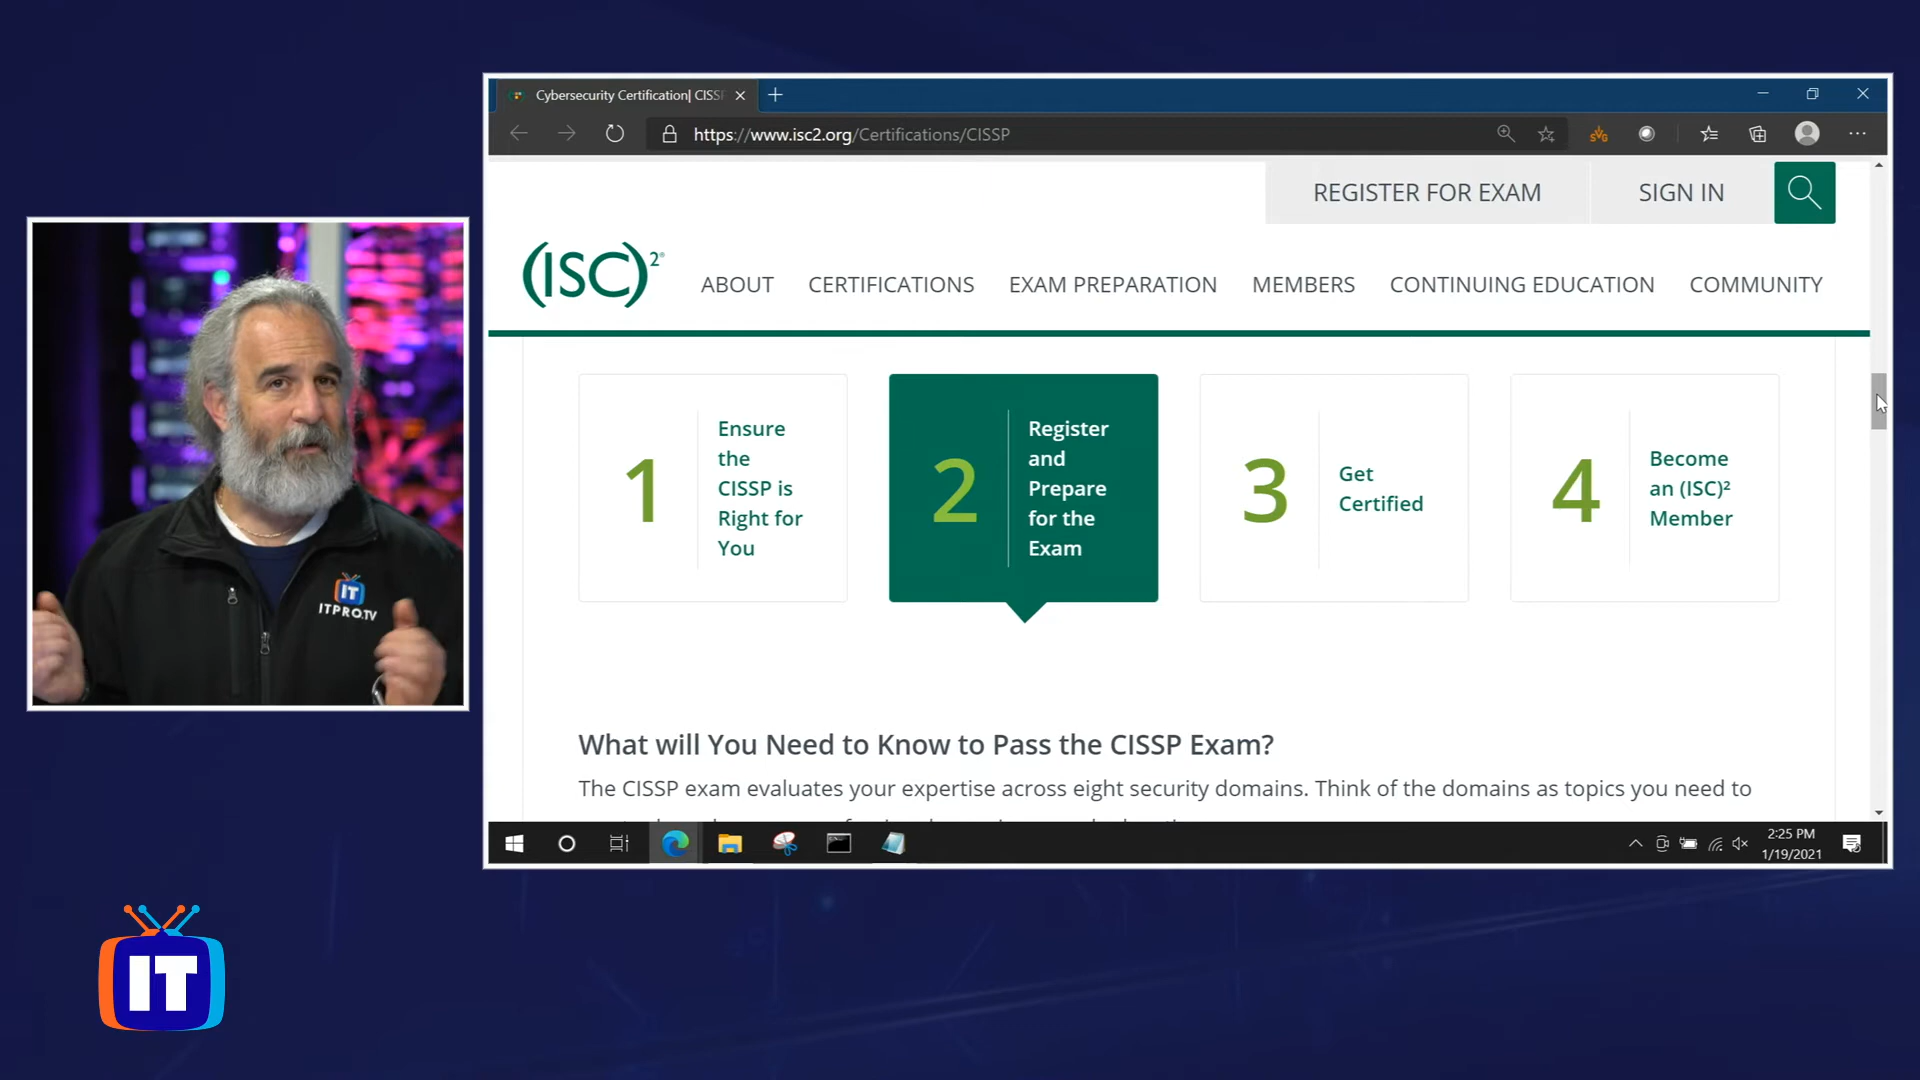 Cybersecurity Certification| CISS
https://www.isc2.org/Certifications/CISSP
SVG
REGISTER FOR EXAM
SIGN IN
(ISC)²®
ABOUT
CERTIFICATIONS
EXAM PREPARATION
MEMBERS
CONTINUING EDUCATION
COMMUNITY
1
Ensure
the
CISSP is
Right for
You
2
Register
and
Prepare
for the
Exam
3
Get
Certified
4
Become
an (ISC)²
Member
What will You Need to Know to Pass the CISSP Exam?
The CISSP exam evaluates your expertise across eight security domains. Think of the domains as topics you need to
2:25 PM
1/19/2021
IT
ITPRO.TV
IT